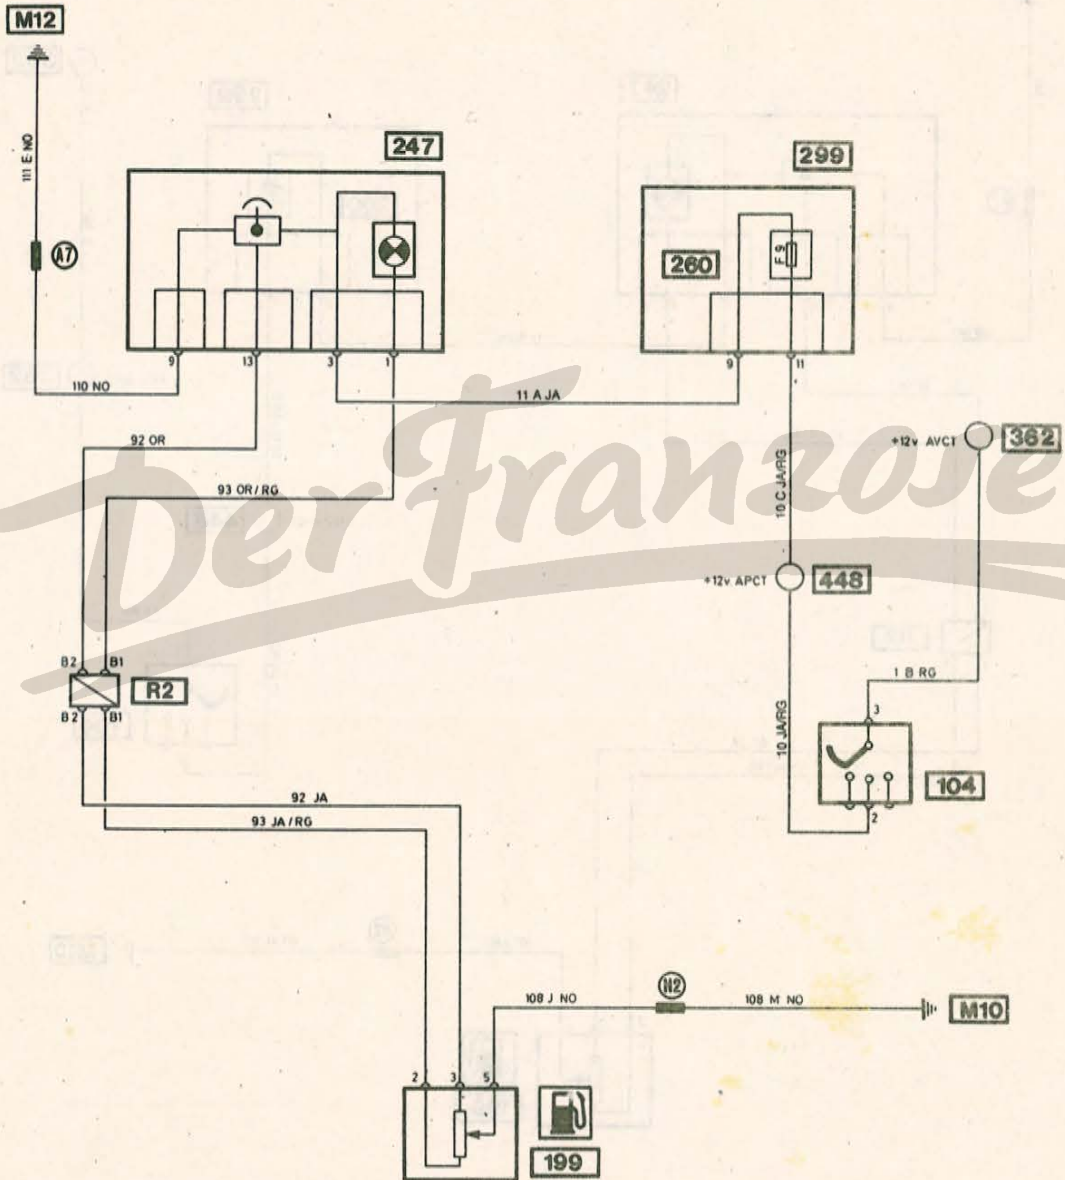 M12
111 E NO
A7
247
9
13
3
1
299
260
F 9
9
11
110 NO
11 A JA
92 OR
93 OR/RG
10 C JA/RG
+12v AVCT
362
Der Franzose
+12v APCT
448
B2
B1
R2
B2
B1
1 B RG
3
10 JA/RG
104
2
92 JA
93 JA/RG
108 J NO
N2
108 M NO
M10
2
3
5
199